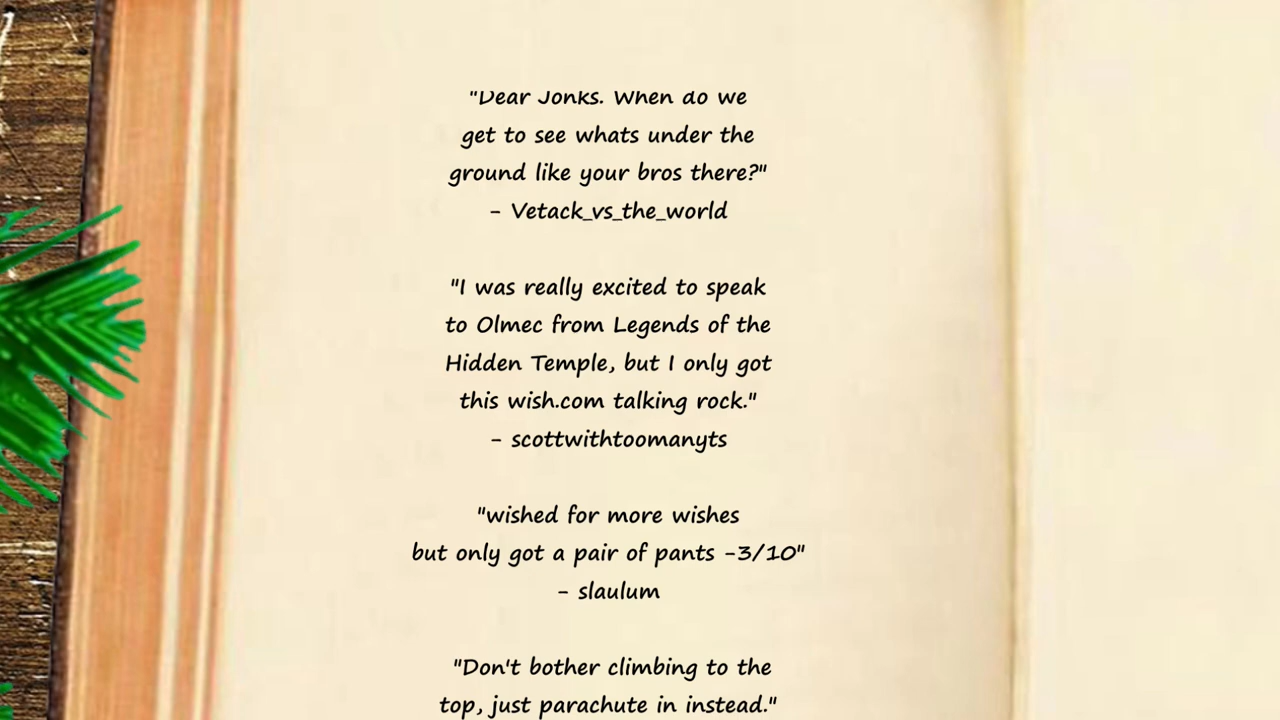 "Dear Jonks. When do we
get to see whats under the
ground like your bros there?"
- Vetack_vs_the_world
"I was really excited to speak
to Olmec from Legends of the
Hidden Temple, but I only got
this wish.com talking rock."
- scottwithtoomanyts
"wished for more wishes
but only got a pair of pants -3/10"
- slaulum
"Don't bother climbing to the
top, just parachute in instead."